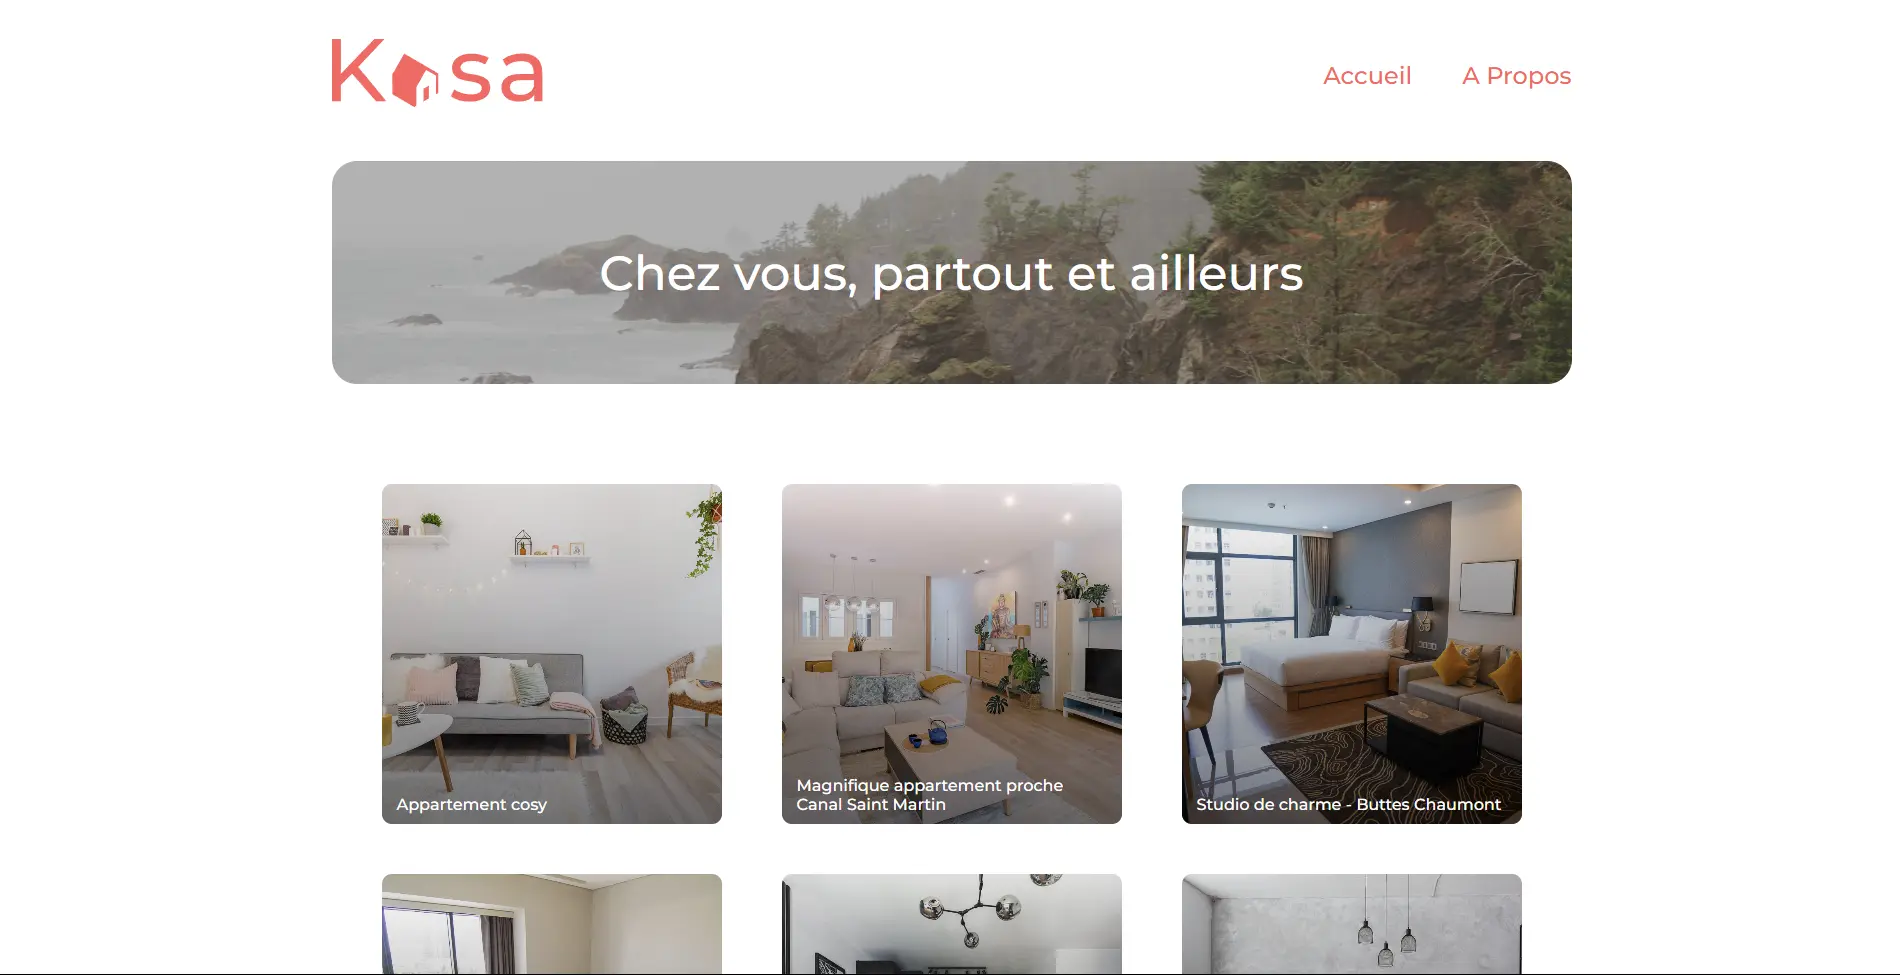 Kasa
Accueil
A Propos
Chez vous, partout et ailleurs
Appartement cosy
Magnifique appartement proche
Canal Saint Martin
Studio de charme - Buttes Chaumont